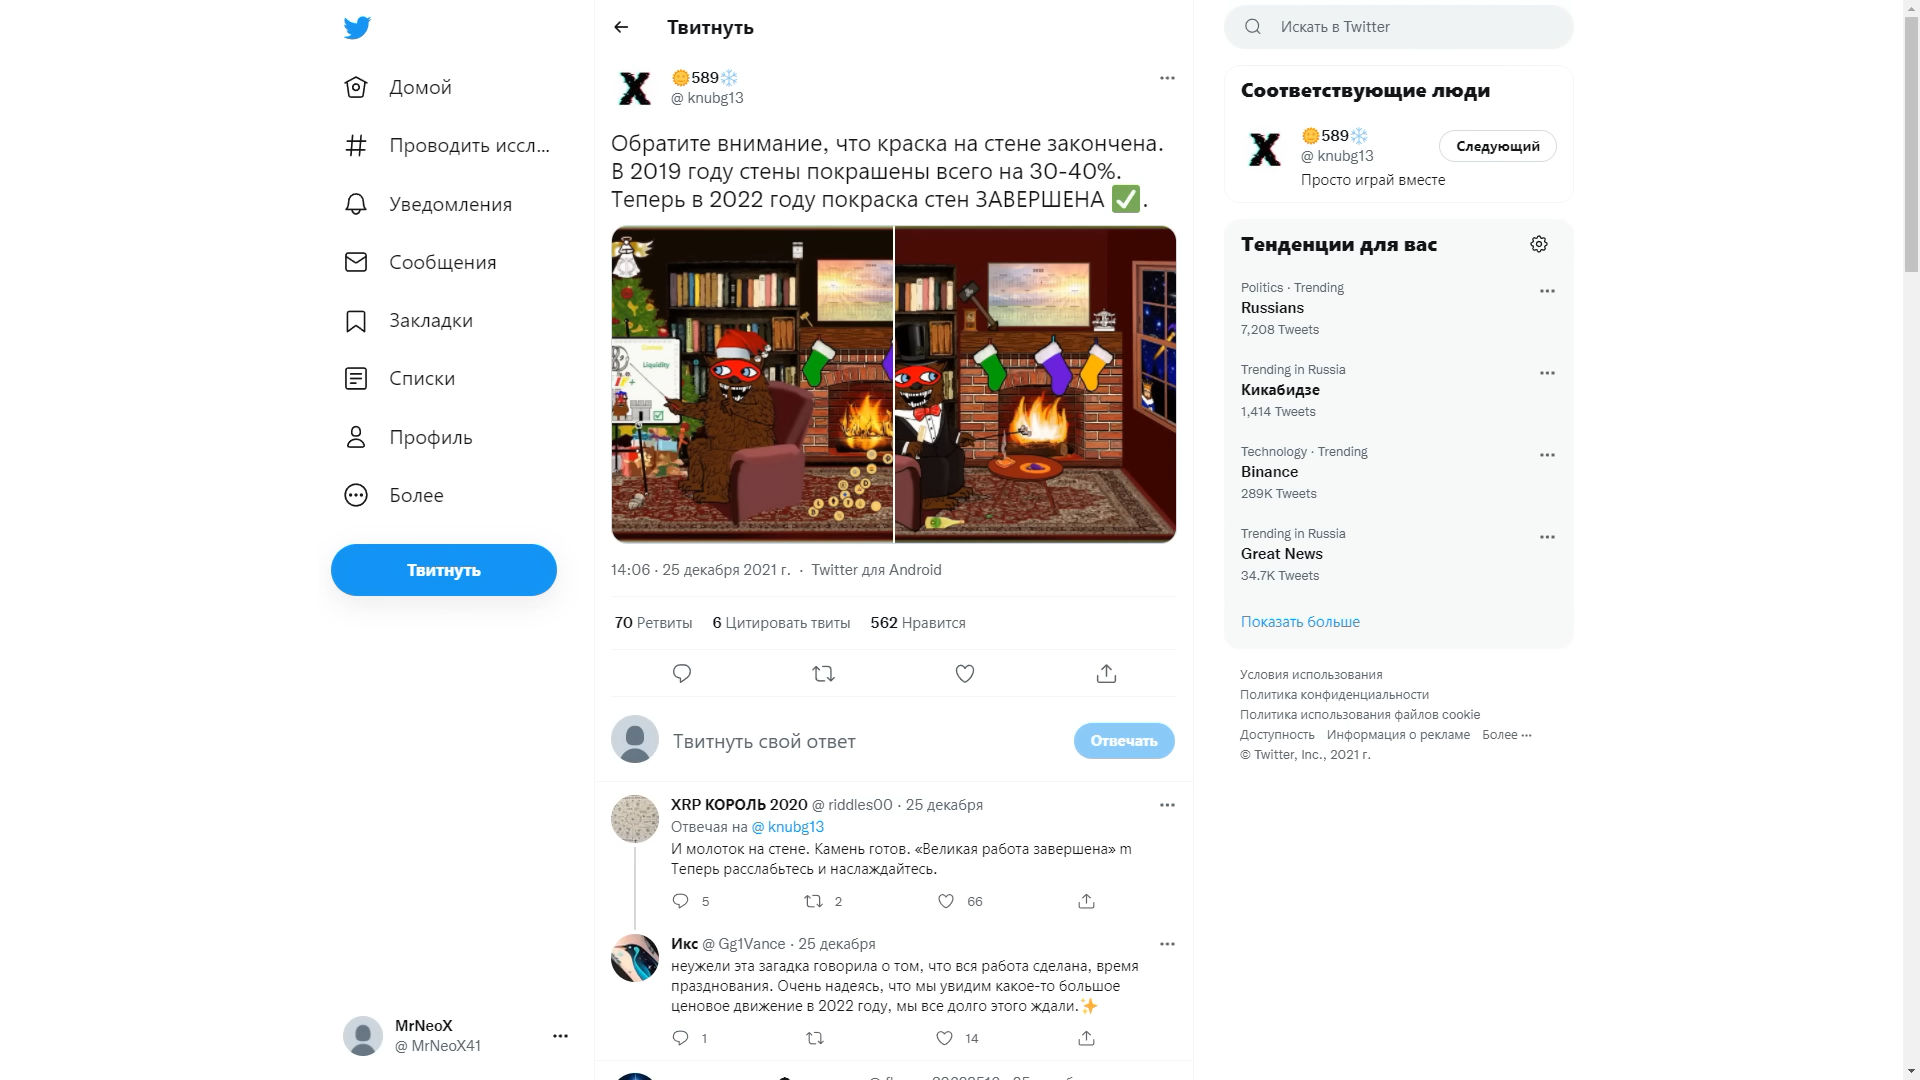 Домой
Проводить иссл...
Уведомления
Сообщения
Закладки
Списки
Профиль
Более
Твитнуть
MrNeoX
@ MrNeoX41
Твитнуть
🌞589❄️
@ knubg13
Обратите внимание, что краска на стене закончена.
В 2019 году стены покрашены всего на 30-40%.
Теперь в 2022 году покраска стен ЗАВЕРШЕНА ✅.
Liquidity
14:06 · 25 декабря 2021 г. · Twitter для Android
70 Ретвиты 6 Цитировать твиты 562 Нравится
Твитнуть свой ответ
Отвечать
XRP КОРОЛЬ 2020 @ riddles00 · 25 декабря
Отвечая на @ knubg13
И молоток на стене. Камень готов. «Великая работа завершена» m
Теперь расслабьтесь и наслаждайтесь.
5 2 66
Икс @ Gg1Vance · 25 декабря
неужели эта загадка говорила о том, что вся работа сделана, время
празднования. Очень надеясь, что мы увидим какое-то большое
ценовое движение в 2022 году, мы все долго этого ждали.✨
1 14
Искать в Twitter
Соответствующие люди
🌞589❄️
@ knubg13
Следующий
Просто играй вместе
Тенденции для вас
Politics · Trending
Russians
7,208 Tweets
Trending in Russia
Кикабидзе
1,414 Tweets
Technology · Trending
Binance
289K Tweets
Trending in Russia
Great News
34.7K Tweets
Показать больше
Условия использования
Политика конфиденциальности
Политика использования файлов cookie
Доступность Информация о рекламе Более ···
© Twitter, Inc., 2021 г.